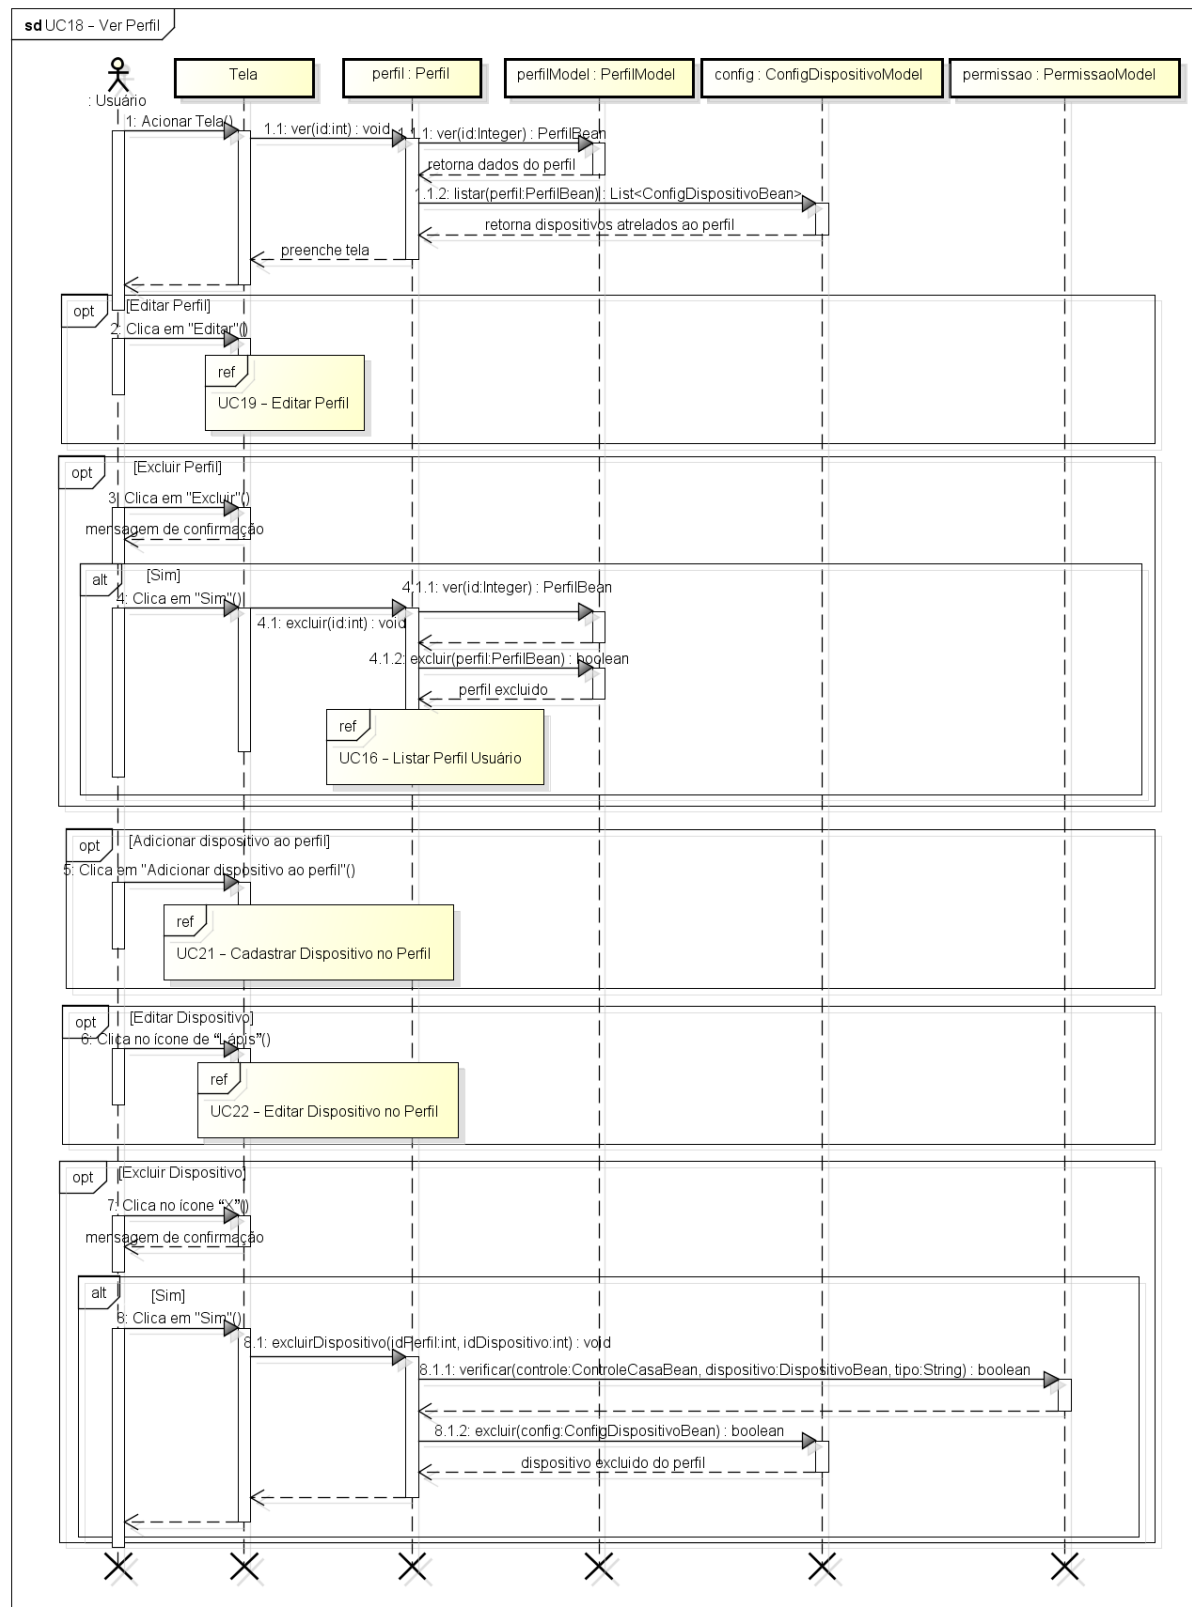 sd UC18 – Ver Perfil
: Usuário
Tela
perfil : Perfil
perfilModel : PerfilModel
config : ConfigDispositivoModel
permissao : PermissaoModel
1: Acionar Tela()
1.1: ver(id:int) : void
1.1.1: ver(id:Integer) : PerfilBean
retorna dados do perfil
1.1.2: listar(perfil:PerfilBean) : List<ConfigDispositivoBean>
retorna dispositivos atrelados ao perfil
preenche tela
opt
[Editar Perfil]
2: Clica em "Editar"()
ref
UC19 – Editar Perfil
opt
[Excluir Perfil]
3: Clica em "Excluir"()
mensagem de confirmação
alt
[Sim]
4: Clica em "Sim"()
4.1: excluir(id:int) : void
4.1.1: ver(id:Integer) : PerfilBean
4.1.2: excluir(perfil:PerfilBean) : boolean
perfil excluido
ref
UC16 – Listar Perfil Usuário
opt
[Adicionar dispositivo ao perfil]
5: Clica em "Adicionar dispositivo ao perfil"()
ref
UC21 – Cadastrar Dispositivo no Perfil
opt
[Editar Dispositivo]
6: Clica no ícone de “Lápis”()
ref
UC22 – Editar Dispositivo no Perfil
opt
[Excluir Dispositivo]
7: Clica no ícone “X”()
mensagem de confirmação
alt
[Sim]
8: Clica em "Sim"()
8.1: excluirDispositivo(idPerfil:int, idDispositivo:int) : void
8.1.1: verificar(controle:ControleCasaBean, dispositivo:DispositivoBean, tipo:String) : boolean
8.1.2: excluir(config:ConfigDispositivoBean) : boolean
dispositivo excluido do perfil